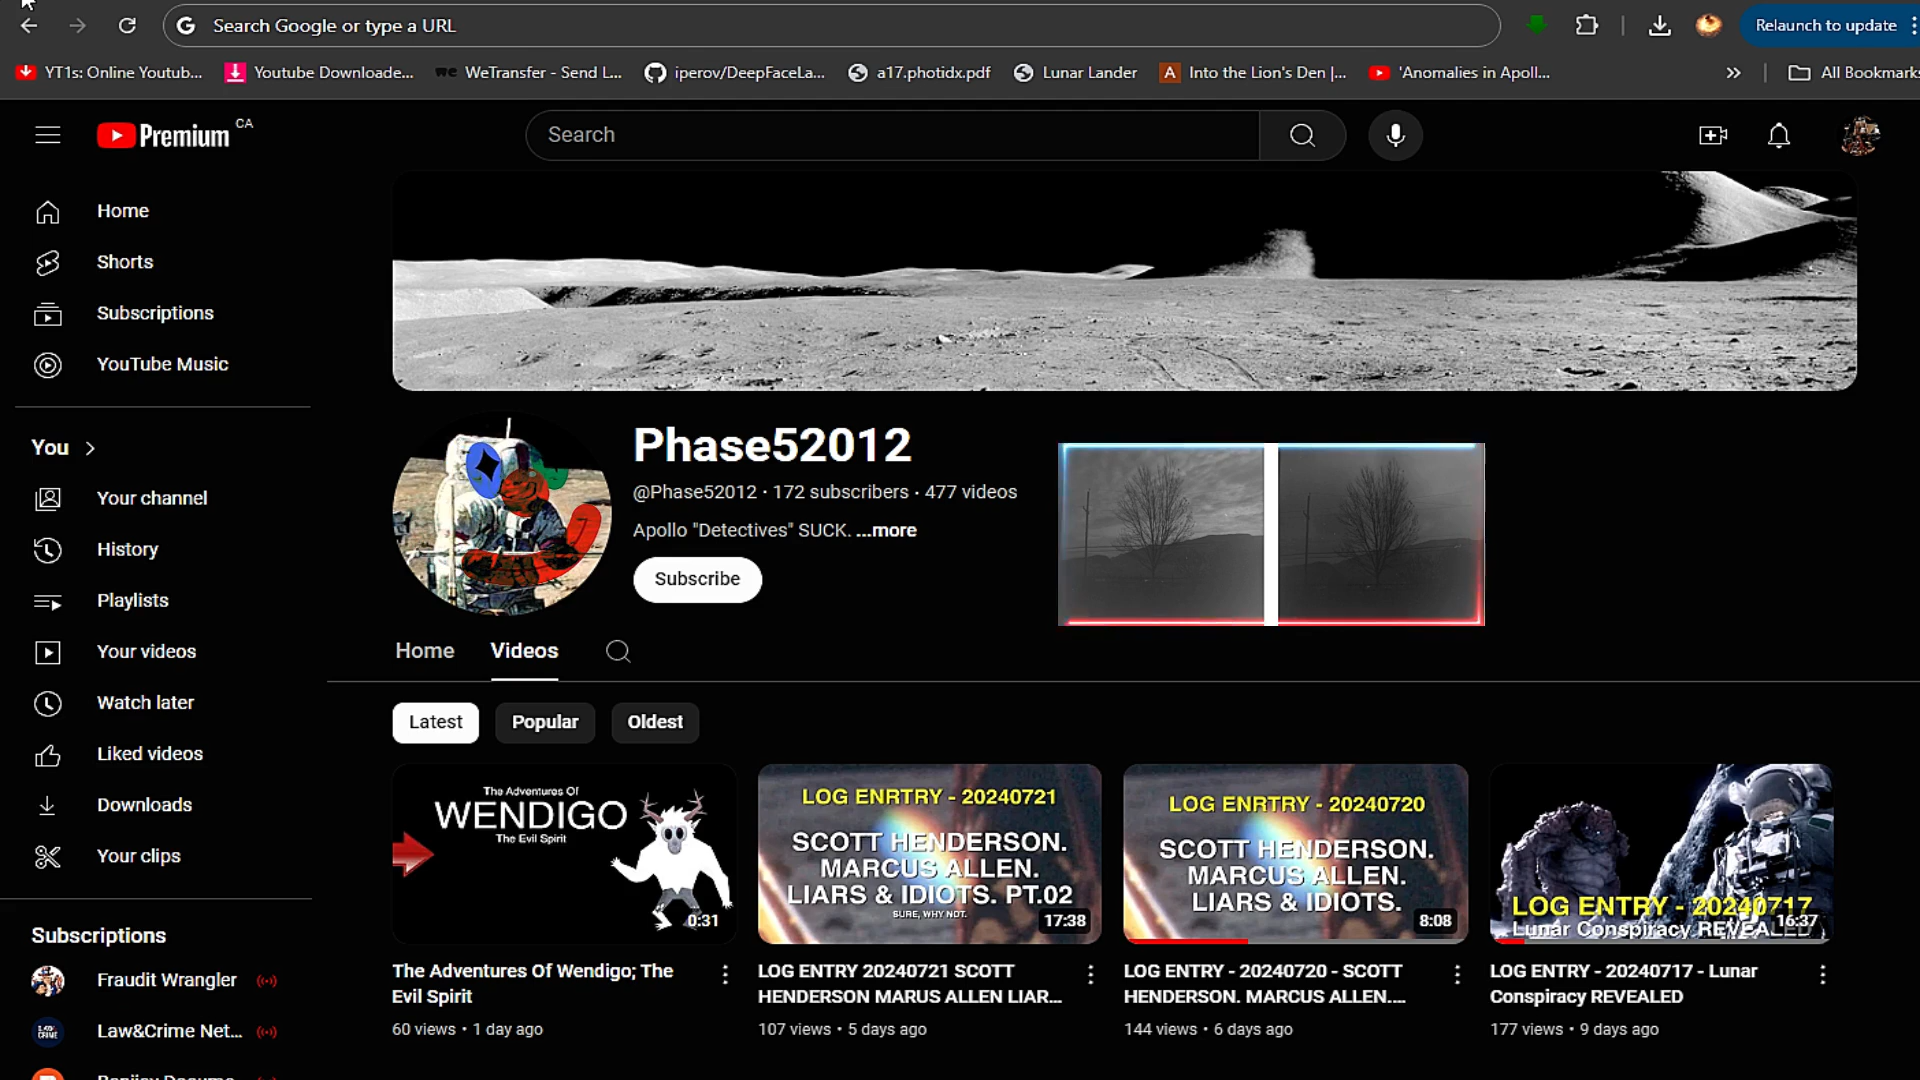 Search Google or type a URL
Relaunch to update
YT1s: Online Youtub...
Youtube Downloade...
WeTransfer - Send L...
iperov/DeepFaceLa...
a17.photidx.pdf
Lunar Lander
Into the Lion's Den |...
'Anomalies in Apoll...
All Bookmarks
Premium CA
Search
Home
Shorts
Subscriptions
YouTube Music
You
Your channel
History
Playlists
Your videos
Watch later
Liked videos
Downloads
Your clips
Subscriptions
Fraudit Wrangler
Law&Crime Net...
Phase52012
@Phase52012 • 172 subscribers • 477 videos
Apollo "Detectives" SUCK. ...more
Subscribe
Home
Videos
Latest
Popular
Oldest
The Adventures Of
WENDIGO
The Evil Spirit
0:31
The Adventures Of Wendigo; The
Evil Spirit
60 views • 1 day ago
LOG ENRTRY - 20240721
SCOTT HENDERSON.
MARCUS ALLEN.
LIARS & IDIOTS. PT.02
SURE, WHY NOT.
17:38
LOG ENTRY 20240721 SCOTT
HENDERSON MARUS ALLEN LIAR...
107 views • 5 days ago
LOG ENRTRY - 20240720
SCOTT HENDERSON.
MARCUS ALLEN.
LIARS & IDIOTS.
8:08
LOG ENTRY - 20240720 - SCOTT
HENDERSON. MARCUS ALLEN....
144 views • 6 days ago
LOG ENTRY - 20240717
16:37
Lunar Conspiracy REVEALED
LOG ENTRY - 20240717 - Lunar
Conspiracy REVEALED
177 views • 9 days ago